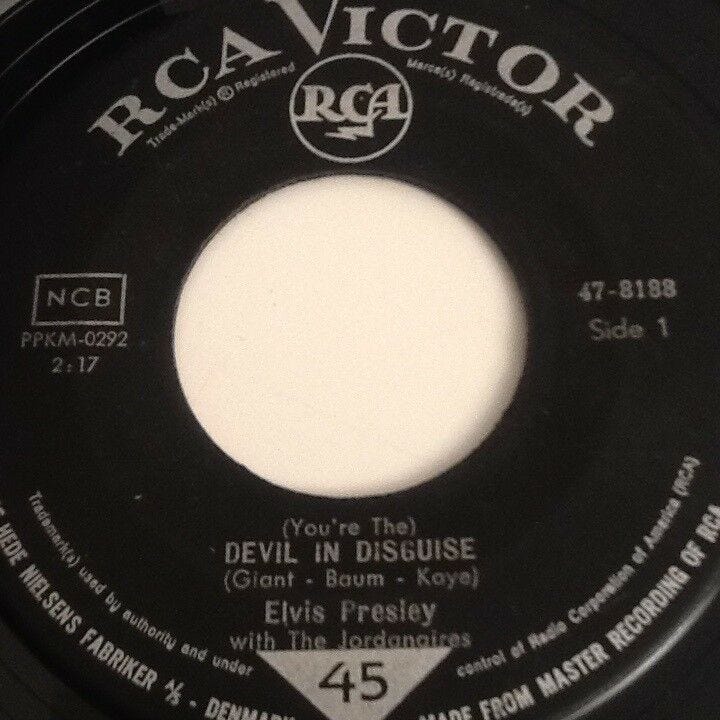 RCA VICTOR
Trade-Mark(s) ® Registered
Marca(s) Registrada(s)
RCA
NCB
PPKM-0292
2:17
47-8188
Side 1
(You're The)
DEVIL IN DISGUISE
(Giant - Baum - Kaye)
Elvis Presley
with The Jordanaires
45
Trademark(s) used by authority and under control of Radio Corporation of America (RCA)
HEDE NIELSENS FABRIKER A/S - DENMARK
MADE FROM MASTER RECORDING OF RCA